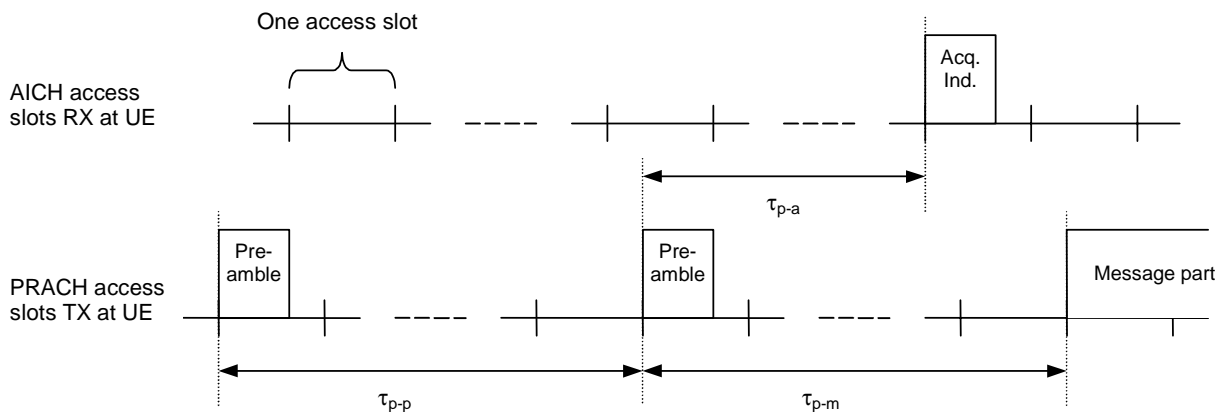 One access slot
AICH access
slots RX at UE
Acq.
Ind.
τp-a
PRACH access
slots TX at UE
Pre-
amble
Pre-
amble
Message part
τp-p
τp-m